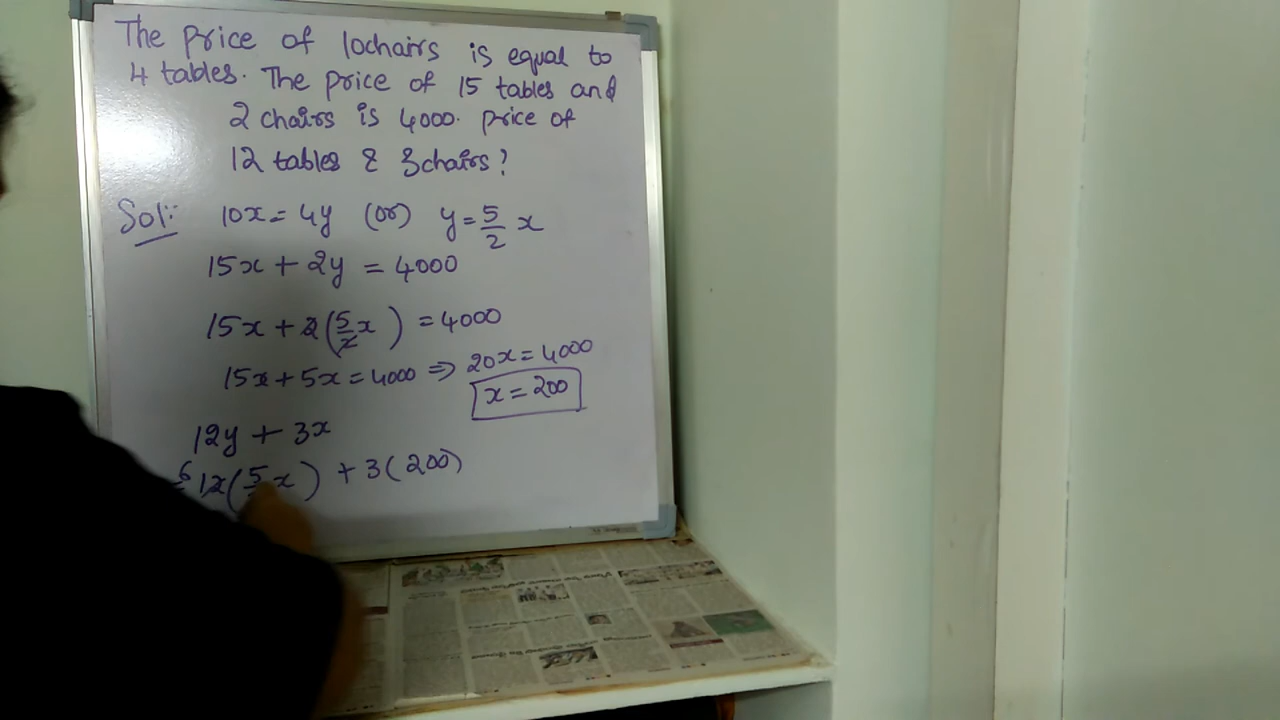 The price of 10chairs is equal to
4 tables. The price of 15 tables and
2 chairs is 4000. price of
12 tables & 3chairs?
Sol:- 10x = 4y (or) y = 5/2 x
15x + 2y = 4000
15x + 2(5/2 x) = 4000
15x + 5x = 4000 ⇒ 20x = 4000
x = 200
12y + 3x
6 12(5 x) + 3(200)